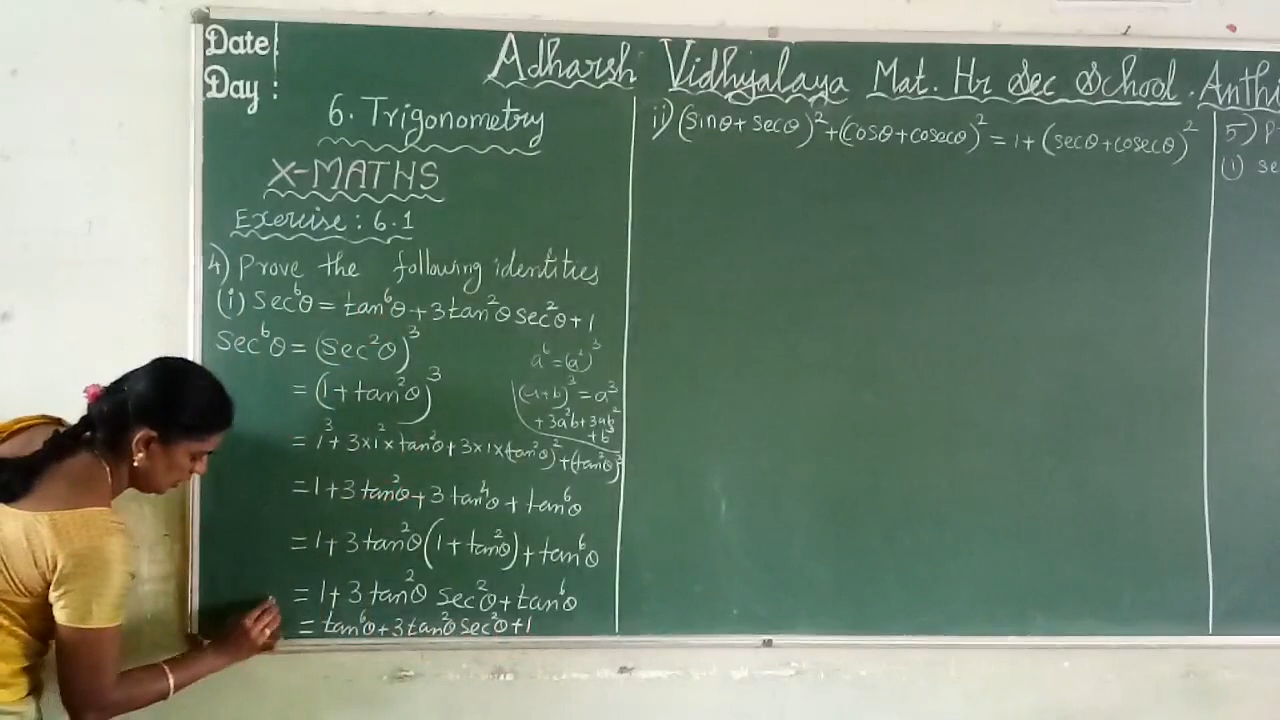 Date
Day :
Adharsh Vidhyalaya Mat. Hr Sec School. Anthi
6. Trigonometry
X-MATHS
Exercise : 6.1
4) Prove the following identities
(i) sec⁶θ = tan⁶θ + 3tan²θ sec²θ + 1
sec⁶θ = (sec²θ)³
a⁶ = (a²)³
= (1 + tan²θ)³
(a+b)³ = a³
+ 3a²b + 3ab²
+ b³
= 1³ + 3×1²× tan²θ + 3×1×(tan²θ)² + (tan²θ)³
= 1 + 3 tan²θ + 3 tan⁴θ + tan⁶θ
= 1 + 3 tan²θ (1 + tan²θ) + tan⁶θ
= 1 + 3 tan²θ sec²θ + tan⁶θ
= tan⁶θ + 3tan²θ sec²θ + 1
ii) (sinθ + secθ)² + (cosθ + cosecθ)² = 1 + (secθ + cosecθ)²
5) P
(i) se